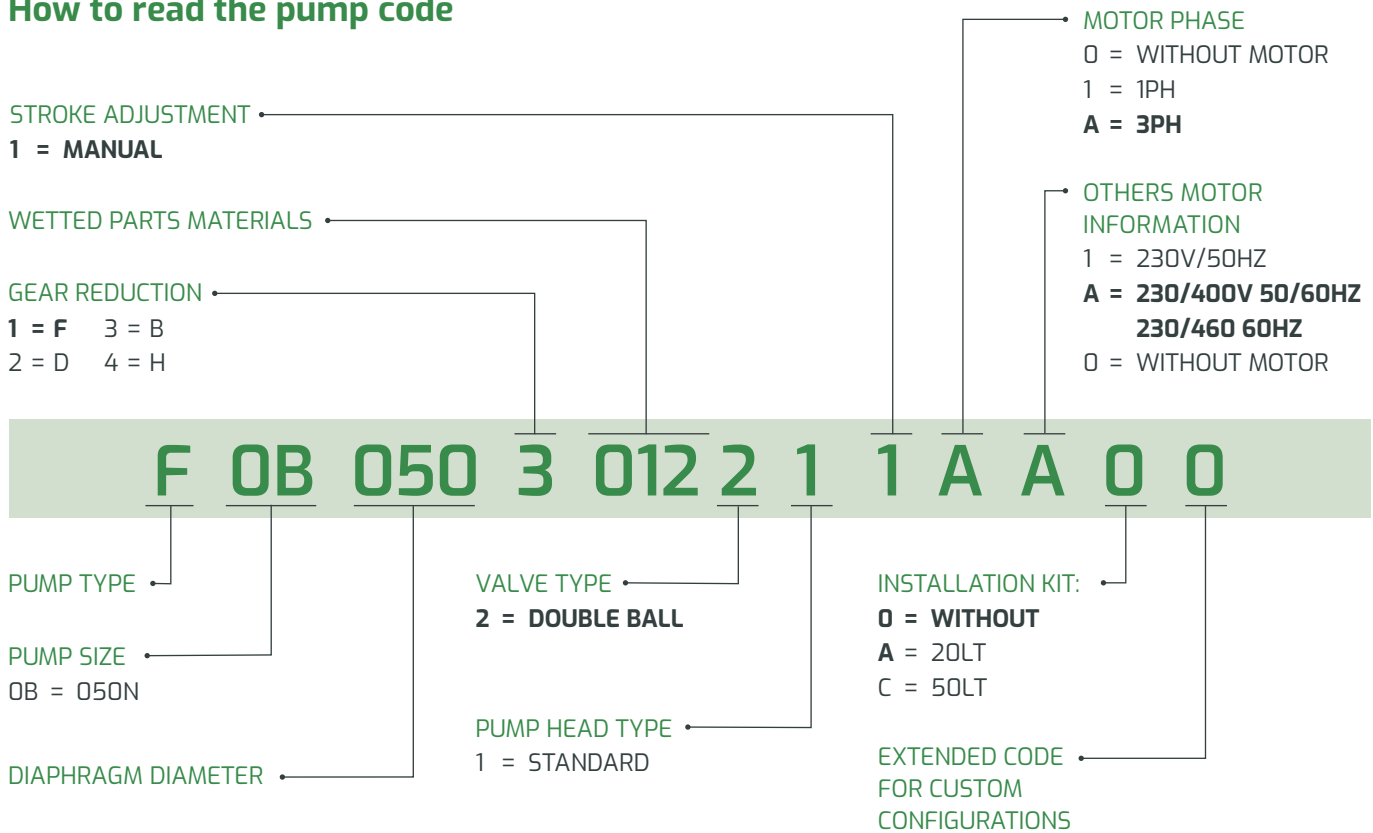 How to read the pump code
STROKE ADJUSTMENT
1 = MANUAL
WETTED PARTS MATERIALS
GEAR REDUCTION
1 = F 3 = B
2 = D 4 = H
MOTOR PHASE
0 = WITHOUT MOTOR
1 = 1PH
A = 3PH
OTHERS MOTOR
INFORMATION
1 = 230V/50HZ
A = 230/400V 50/60HZ
230/460 60HZ
0 = WITHOUT MOTOR
F 0B 050 3 012 2 1 1 A A 0 0
PUMP TYPE
PUMP SIZE
0B = 050N
DIAPHRAGM DIAMETER
VALVE TYPE
2 = DOUBLE BALL
PUMP HEAD TYPE
1 = STANDARD
INSTALLATION KIT:
0 = WITHOUT
A = 20LT
C = 50LT
EXTENDED CODE
FOR CUSTOM
CONFIGURATIONS